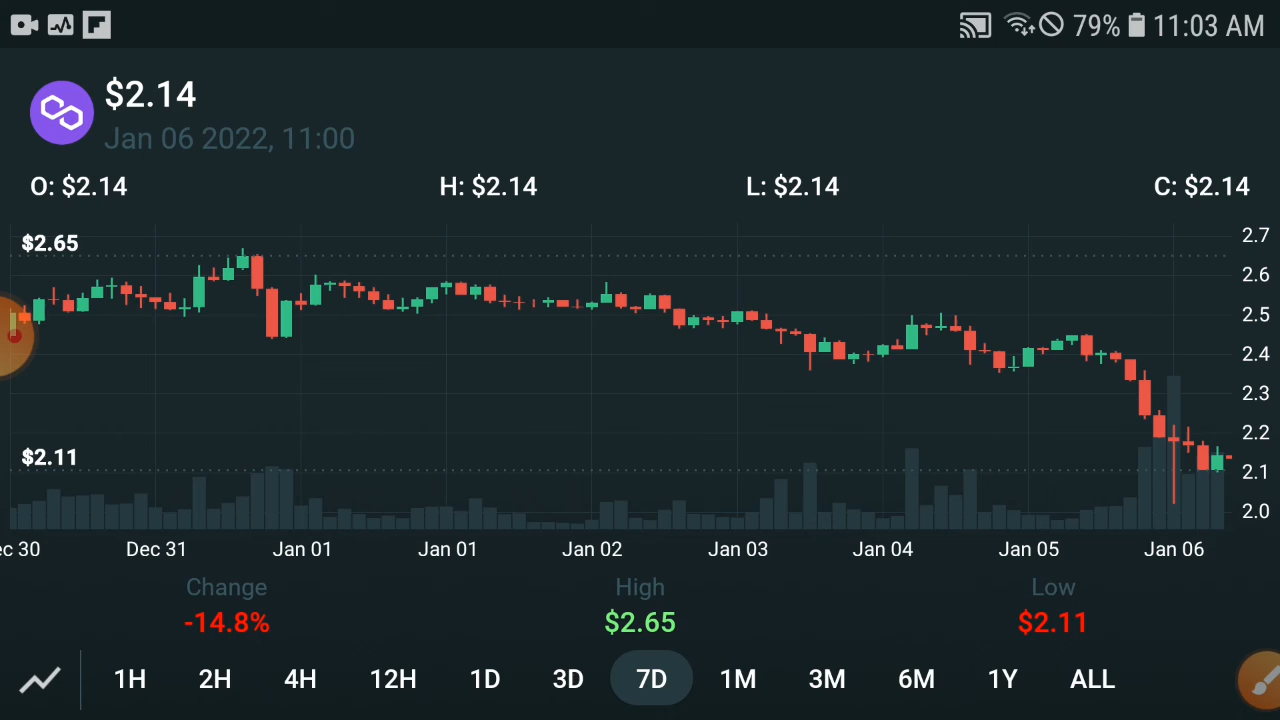 79% 11:03 AM
$2.14
Jan 06 2022, 11:00
O: $2.14 H: $2.14 L: $2.14 C: $2.14
$2.65
2.7
2.6
2.5
2.4
2.3
2.2
$2.11
2.1
2.0
ec 30 Dec 31 Jan 01 Jan 01 Jan 02 Jan 03 Jan 04 Jan 05 Jan 06
Change High Low
-14.8% $2.65 $2.11
1H 2H 4H 12H 1D 3D 7D 1M 3M 6M 1Y ALL